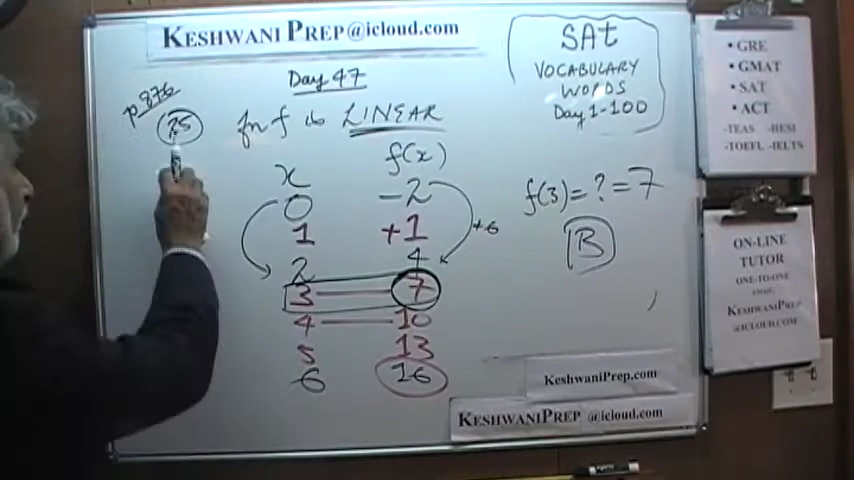 KESHWANI PREP@icloud.com
Day 47
p.876
25
fn f is LINEAR
x f(x)
0 -2
1 +1
2 4
3 7
4 10
5 13
6 16
+6
f(3)=?=7
B
SAt
VOCABULARY
WORDS
Day 1-100
• GRE
• GMAT
• SAT
• ACT
-TEAS -HESI
-TOEFL -IELTS
ON-LINE
TUTOR
ONE-TO-ONE
KESHWANIPREP
@ICLOUD.COM
KESHWANIPREP.com
KESHWANIPREP @icloud.com